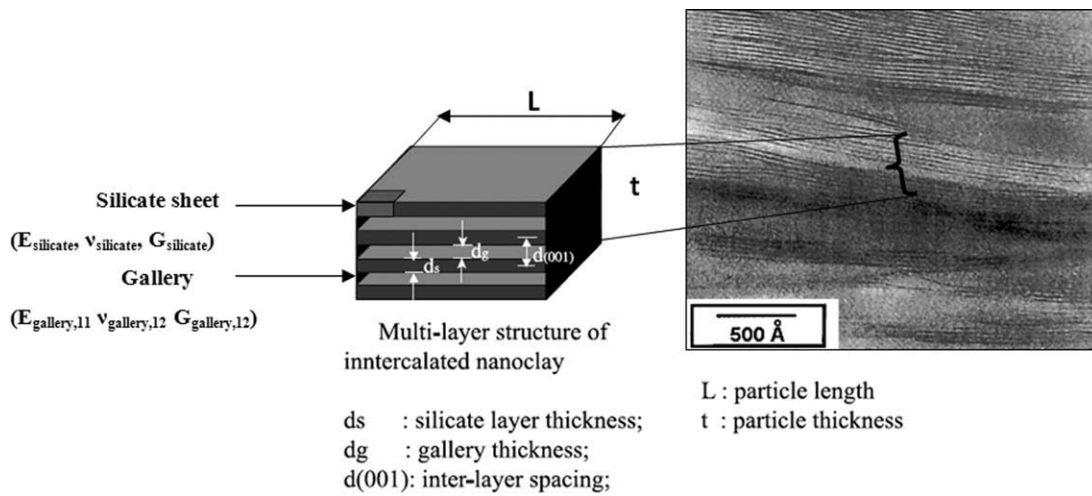 L
t
Silicate sheet
(Esilicate, νsilicate, Gsilicate)
Gallery
(Egallery,11 νgallery,12 Ggallery,12)
ds
dg
d(001)
500 Å
Multi-layer structure of
inntercalated nanoclay
ds : silicate layer thickness;
dg : gallery thickness;
d(001): inter-layer spacing;
L : particle length
t : particle thickness